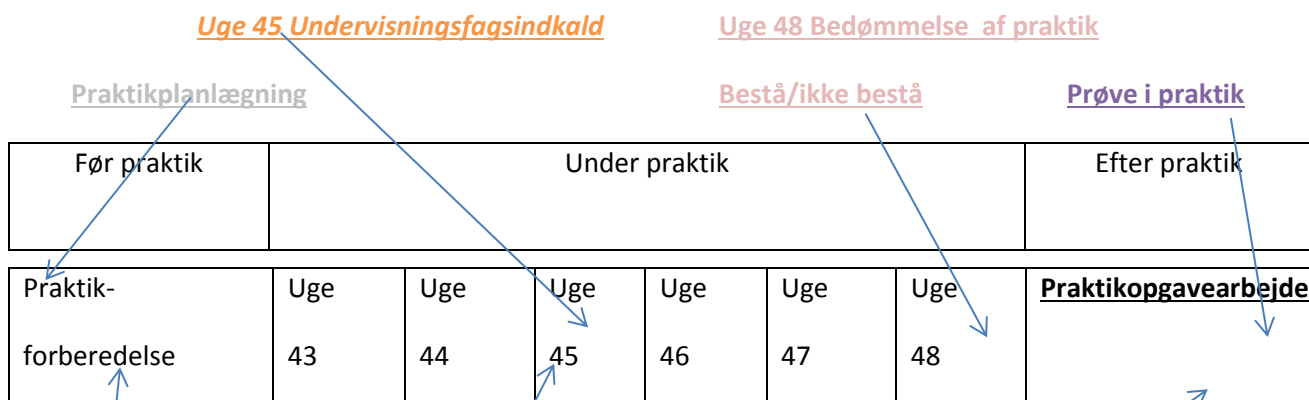 Uge 45 Undervisningsfagsindkald Uge 48 Bedømmelse af praktik
Praktikplanlægning Bestå/ikke bestå Prøve i praktik
Før praktik Under praktik Efter praktik
Praktik- Uge Uge Uge Uge Uge Uge Praktikopgavearbejde
forberedelse 43 44 45 46 47 48